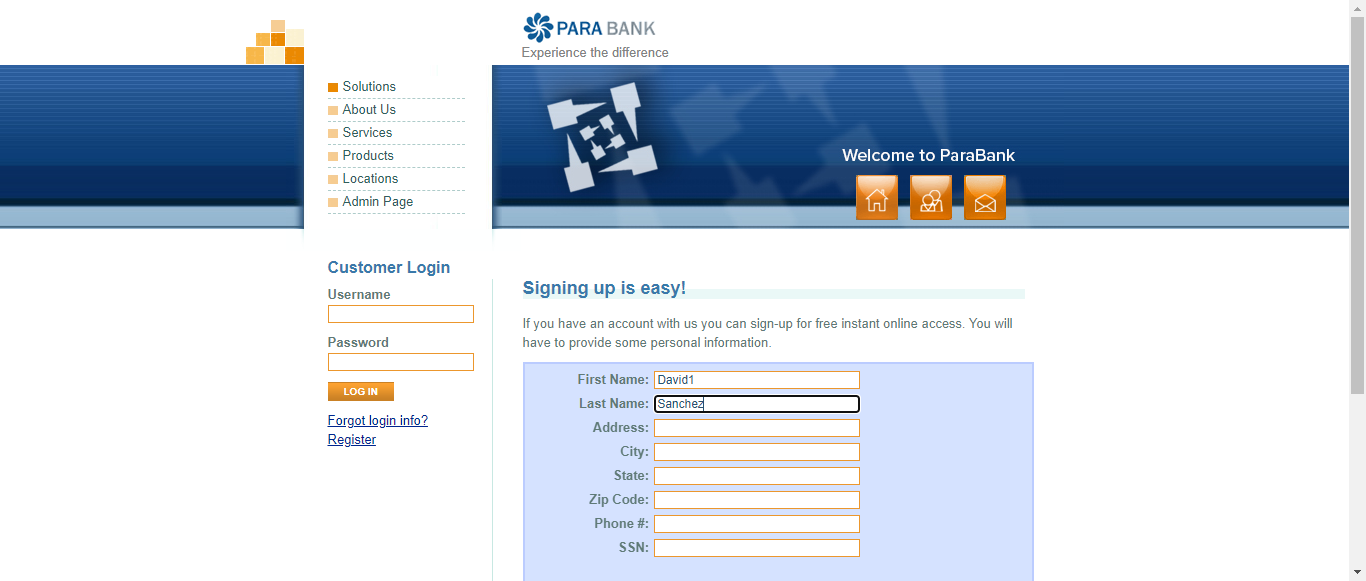 PARA BANK
Experience the difference
Solutions
About Us
Services
Products
Locations
Admin Page
Welcome to ParaBank
Customer Login
Username
Password
LOG IN
Forgot login info?
Register
Signing up is easy!
If you have an account with us you can sign-up for free instant online access. You will
have to provide some personal information.
First Name: David1
Last Name: Sanchez
Address:
City:
State:
Zip Code:
Phone #:
SSN: